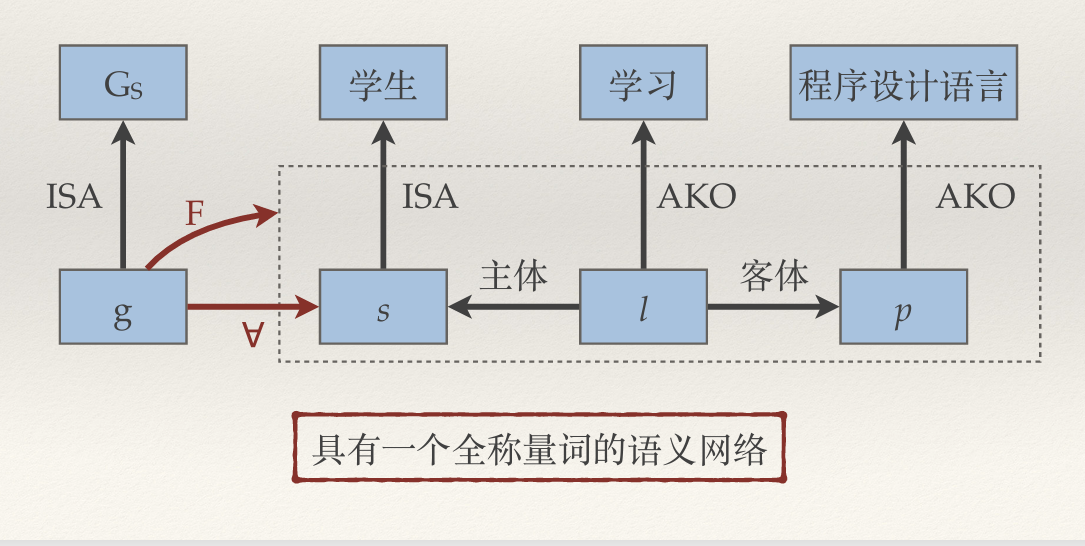 Gs 学生 学习 程序设计语言
ISA F ISA AKO AKO
主体 客体
g s l p
∀
具有一个全称量词的语义网络